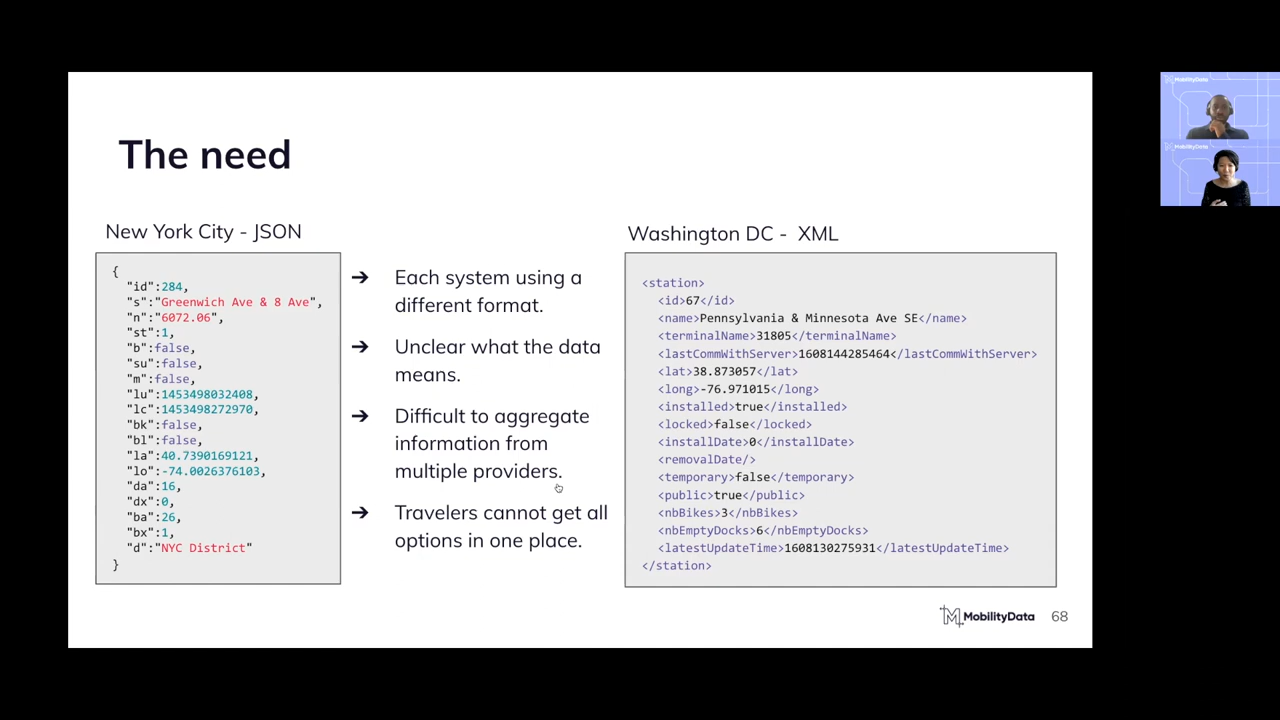 The need
New York City - JSON
{
"id":284,
"s":"Greenwich Ave & 8 Ave",
"n":"6072.06",
"st":1,
"b":false,
"su":false,
"m":false,
"lu":1453498032408,
"lc":1453498272970,
"bk":false,
"bl":false,
"la":40.7390169121,
"lo":-74.0026376103,
"da":16,
"dx":0,
"ba":26,
"bx":1,
"d":"NYC District"
}
➔ Each system using a
different format.
➔ Unclear what the data
means.
➔ Difficult to aggregate
information from
multiple providers.
➔ Travelers cannot get all
options in one place.
Washington DC - XML
<station>
<id>67</id>
<name>Pennsylvania & Minnesota Ave SE</name>
<terminalName>31805</terminalName>
<lastCommWithServer>1608144285464</lastCommWithServer>
<lat>38.873057</lat>
<long>-76.971015</long>
<installed>true</installed>
<locked>false</locked>
<installDate>0</installDate>
<removalDate/>
<temporary>false</temporary>
<public>true</public>
<nbBikes>3</nbBikes>
<nbEmptyDocks>6</nbEmptyDocks>
<latestUpdateTime>1608130275931</latestUpdateTime>
</station>
MobilityData 68
MobilityData
MobilityData